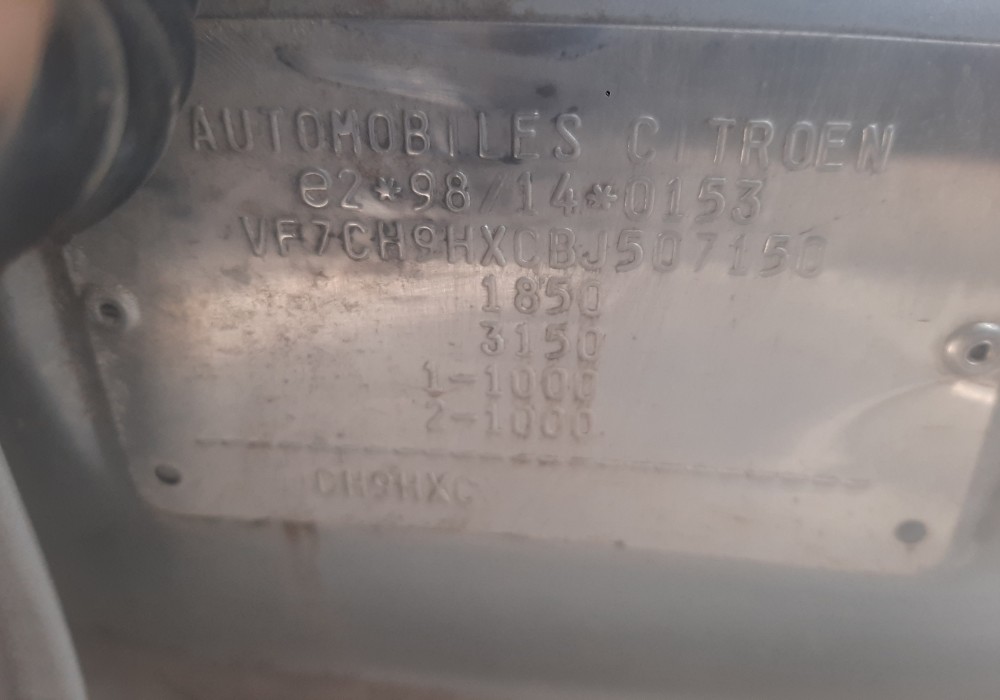 AUTOMOBILES CITROEN
e2*98/14*0153
VF7CH9HXCBJ507150
1850
3150
1-1000
2-1000
CH9HXC